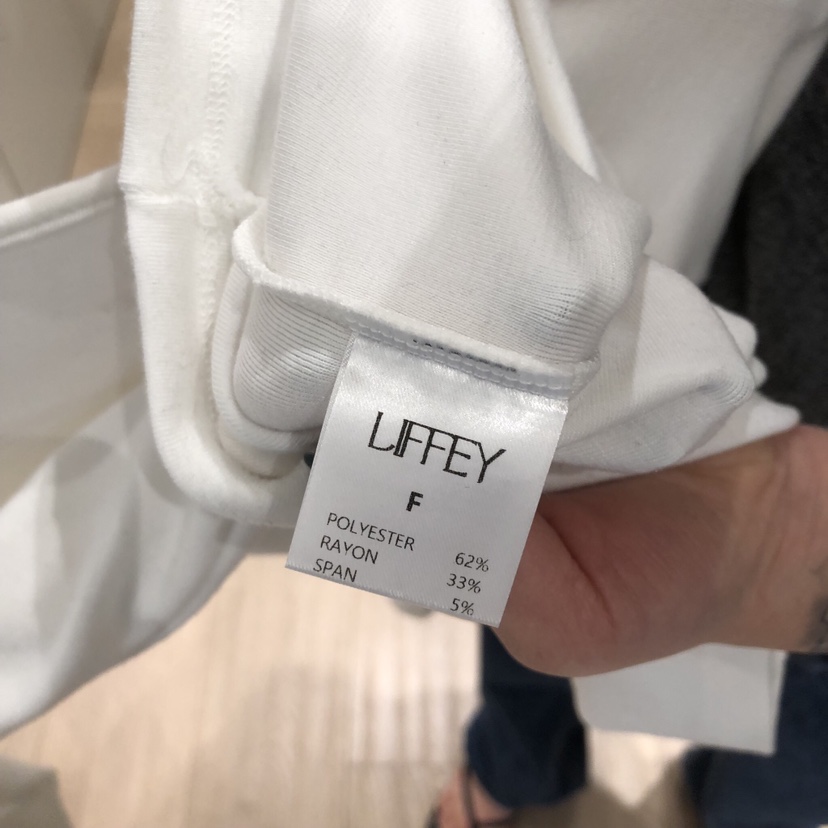 LIFFEY
F
POLYESTER 62%
RAYON 33%
SPAN 5%